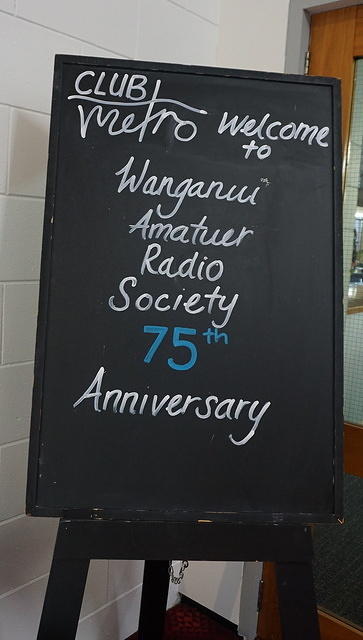 CLUB
Metro
Welcome
to
Wanganui
Amatuer
Radio
Society
75th
Anniversary